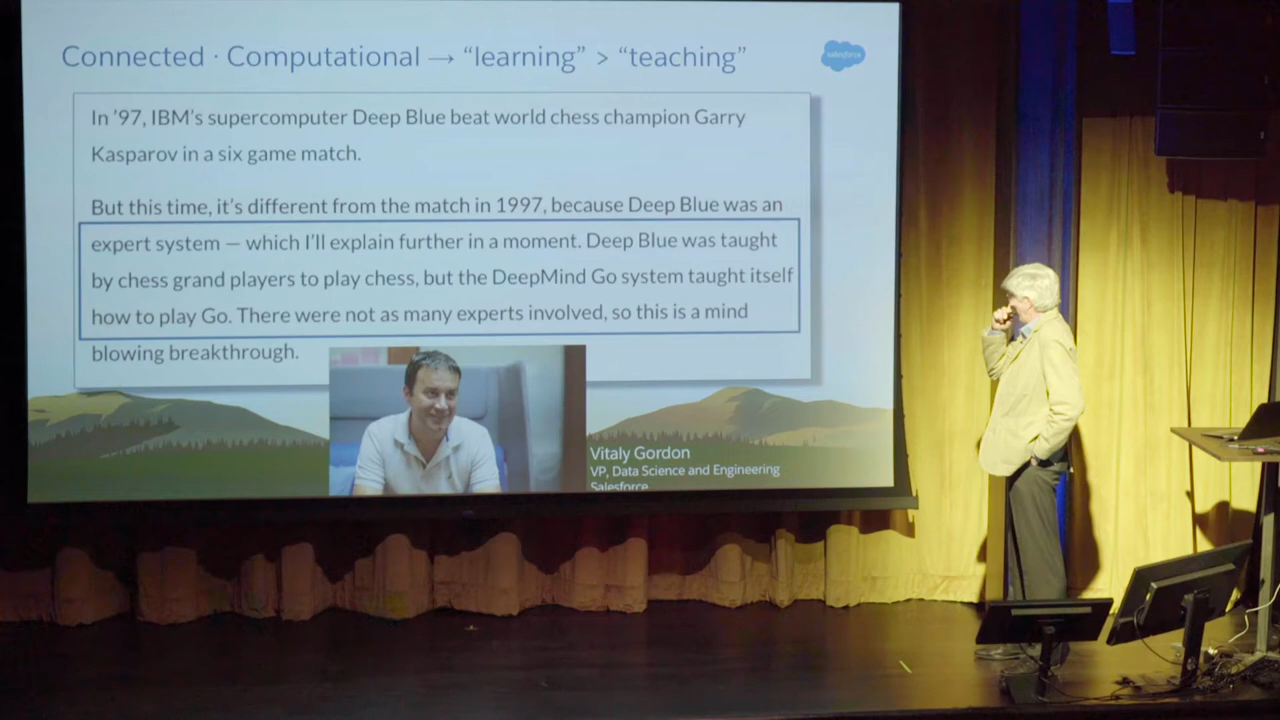 Connected · Computational → “learning” > “teaching”
salesforce
In ’97, IBM’s supercomputer Deep Blue beat world chess champion Garry
Kasparov in a six game match.
But this time, it’s different from the match in 1997, because Deep Blue was an
expert system — which I’ll explain further in a moment. Deep Blue was taught
by chess grand players to play chess, but the DeepMind Go system taught itself
how to play Go. There were not as many experts involved, so this is a mind
blowing breakthrough.
Vitaly Gordon
VP, Data Science and Engineering
Salesforce